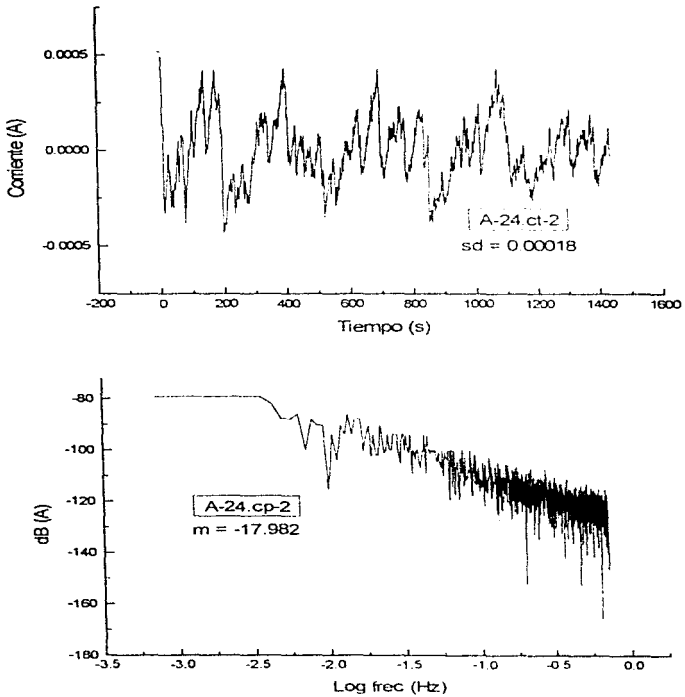 0.0005
0.0000
-0.0005
Corriente (A)
A-24.ct-2
sd = 0.00018
-200 0 200 400 600 800 1000 1200 1400 1600
Tiempo (s)
-80
-100
-120
-140
-160
-180
dB (A)
A-24.cp-2
m = -17.982
-3.5 -3.0 -2.5 -2.0 -1.5 -1.0 -0.5 0.0
Log frec (Hz)